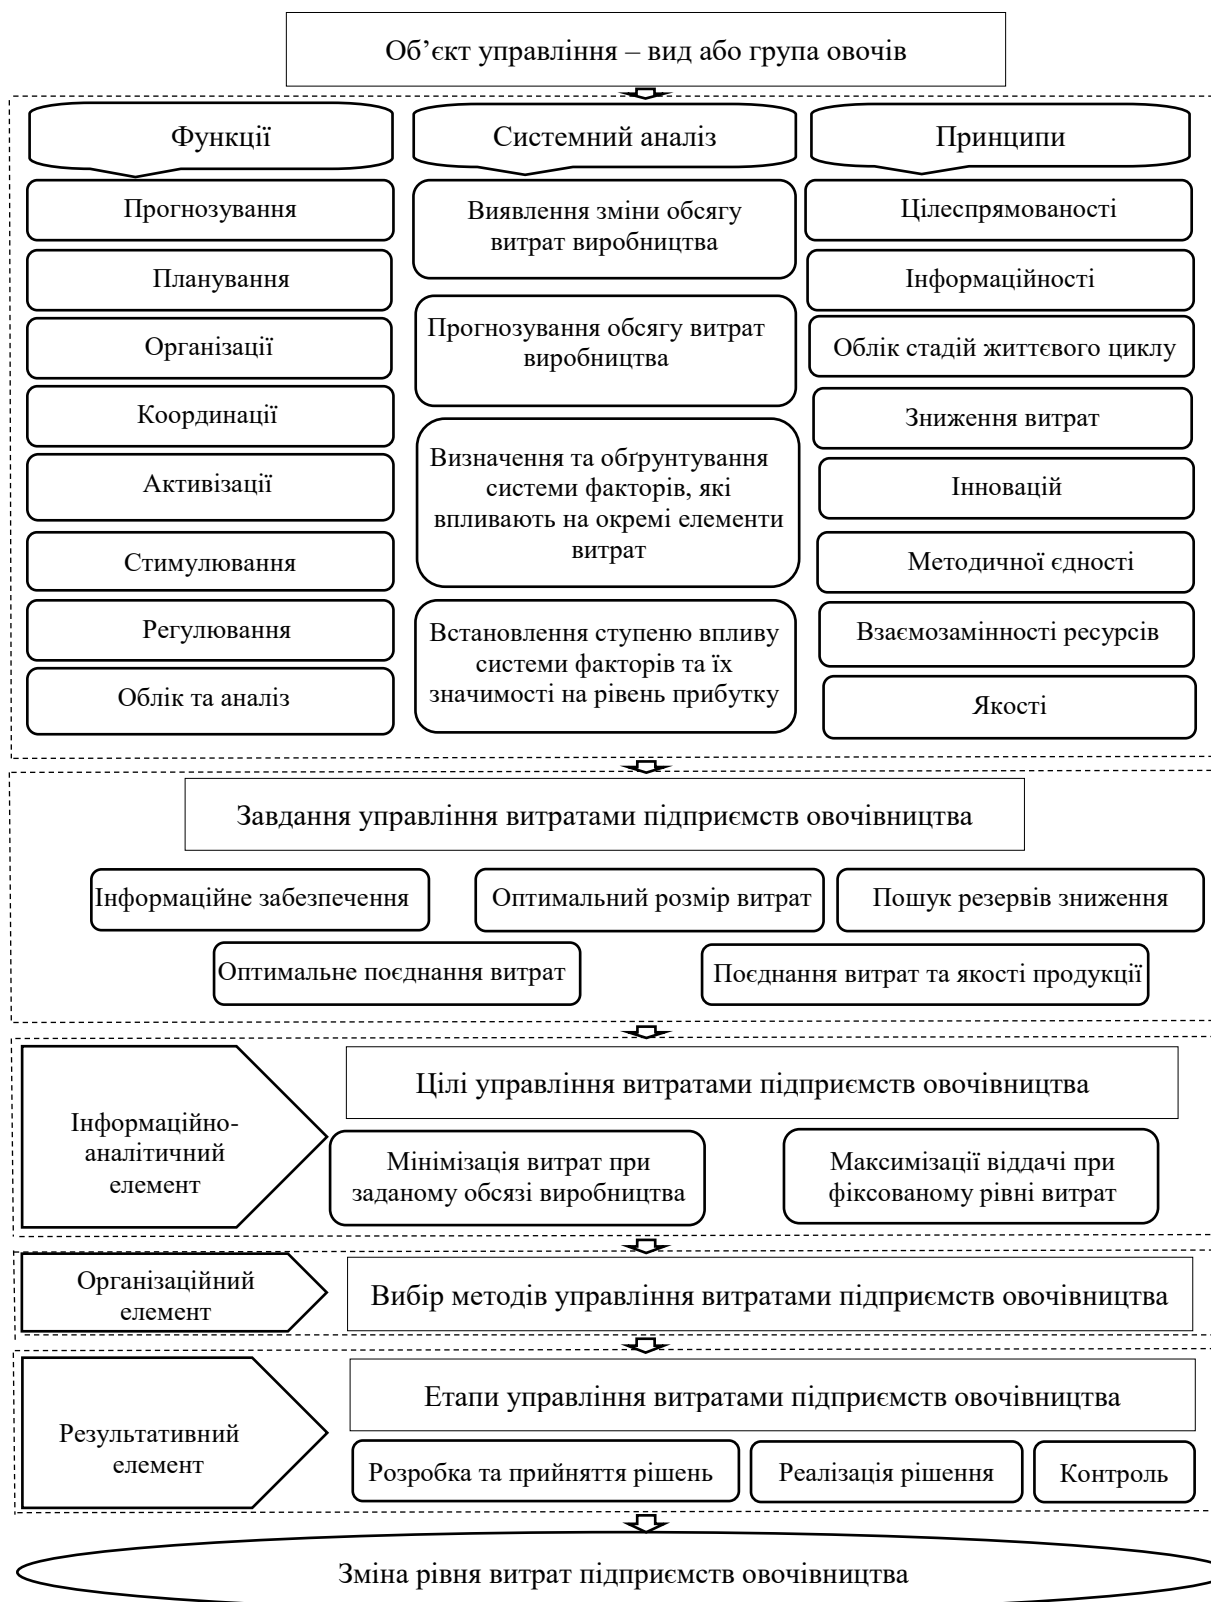 Об’єкт управління – вид або група овочів
Функції
Прогнозування
Планування
Організації
Координації
Активізації
Стимулювання
Регулювання
Облік та аналіз
Системний аналіз
Виявлення зміни обсягу
витрат виробництва
Прогнозування обсягу витрат
виробництва
Визначення та обґрунтування
системи факторів, які
впливають на окремі елементи
витрат
Встановлення ступеню впливу
системи факторів та їх
значимості на рівень прибутку
Принципи
Цілеспрямованості
Інформаційності
Облік стадій життєвого циклу
Зниження витрат
Інновацій
Методичної єдності
Взаємозамінності ресурсів
Якості
Завдання управління витратами підприємств овочівництва
Інформаційне забезпечення
Оптимальний розмір витрат
Пошук резервів зниження
Оптимальне поєднання витрат
Поєднання витрат та якості продукції
Інформаційно-
аналітичний
елемент
Цілі управління витратами підприємств овочівництва
Мінімізація витрат при
заданому обсязі виробництва
Максимізації віддачі при
фіксованому рівні витрат
Організаційний
елемент
Вибір методів управління витратами підприємств овочівництва
Результативний
елемент
Етапи управління витратами підприємств овочівництва
Розробка та прийняття рішень
Реалізація рішення
Контроль
Зміна рівня витрат підприємств овочівництва